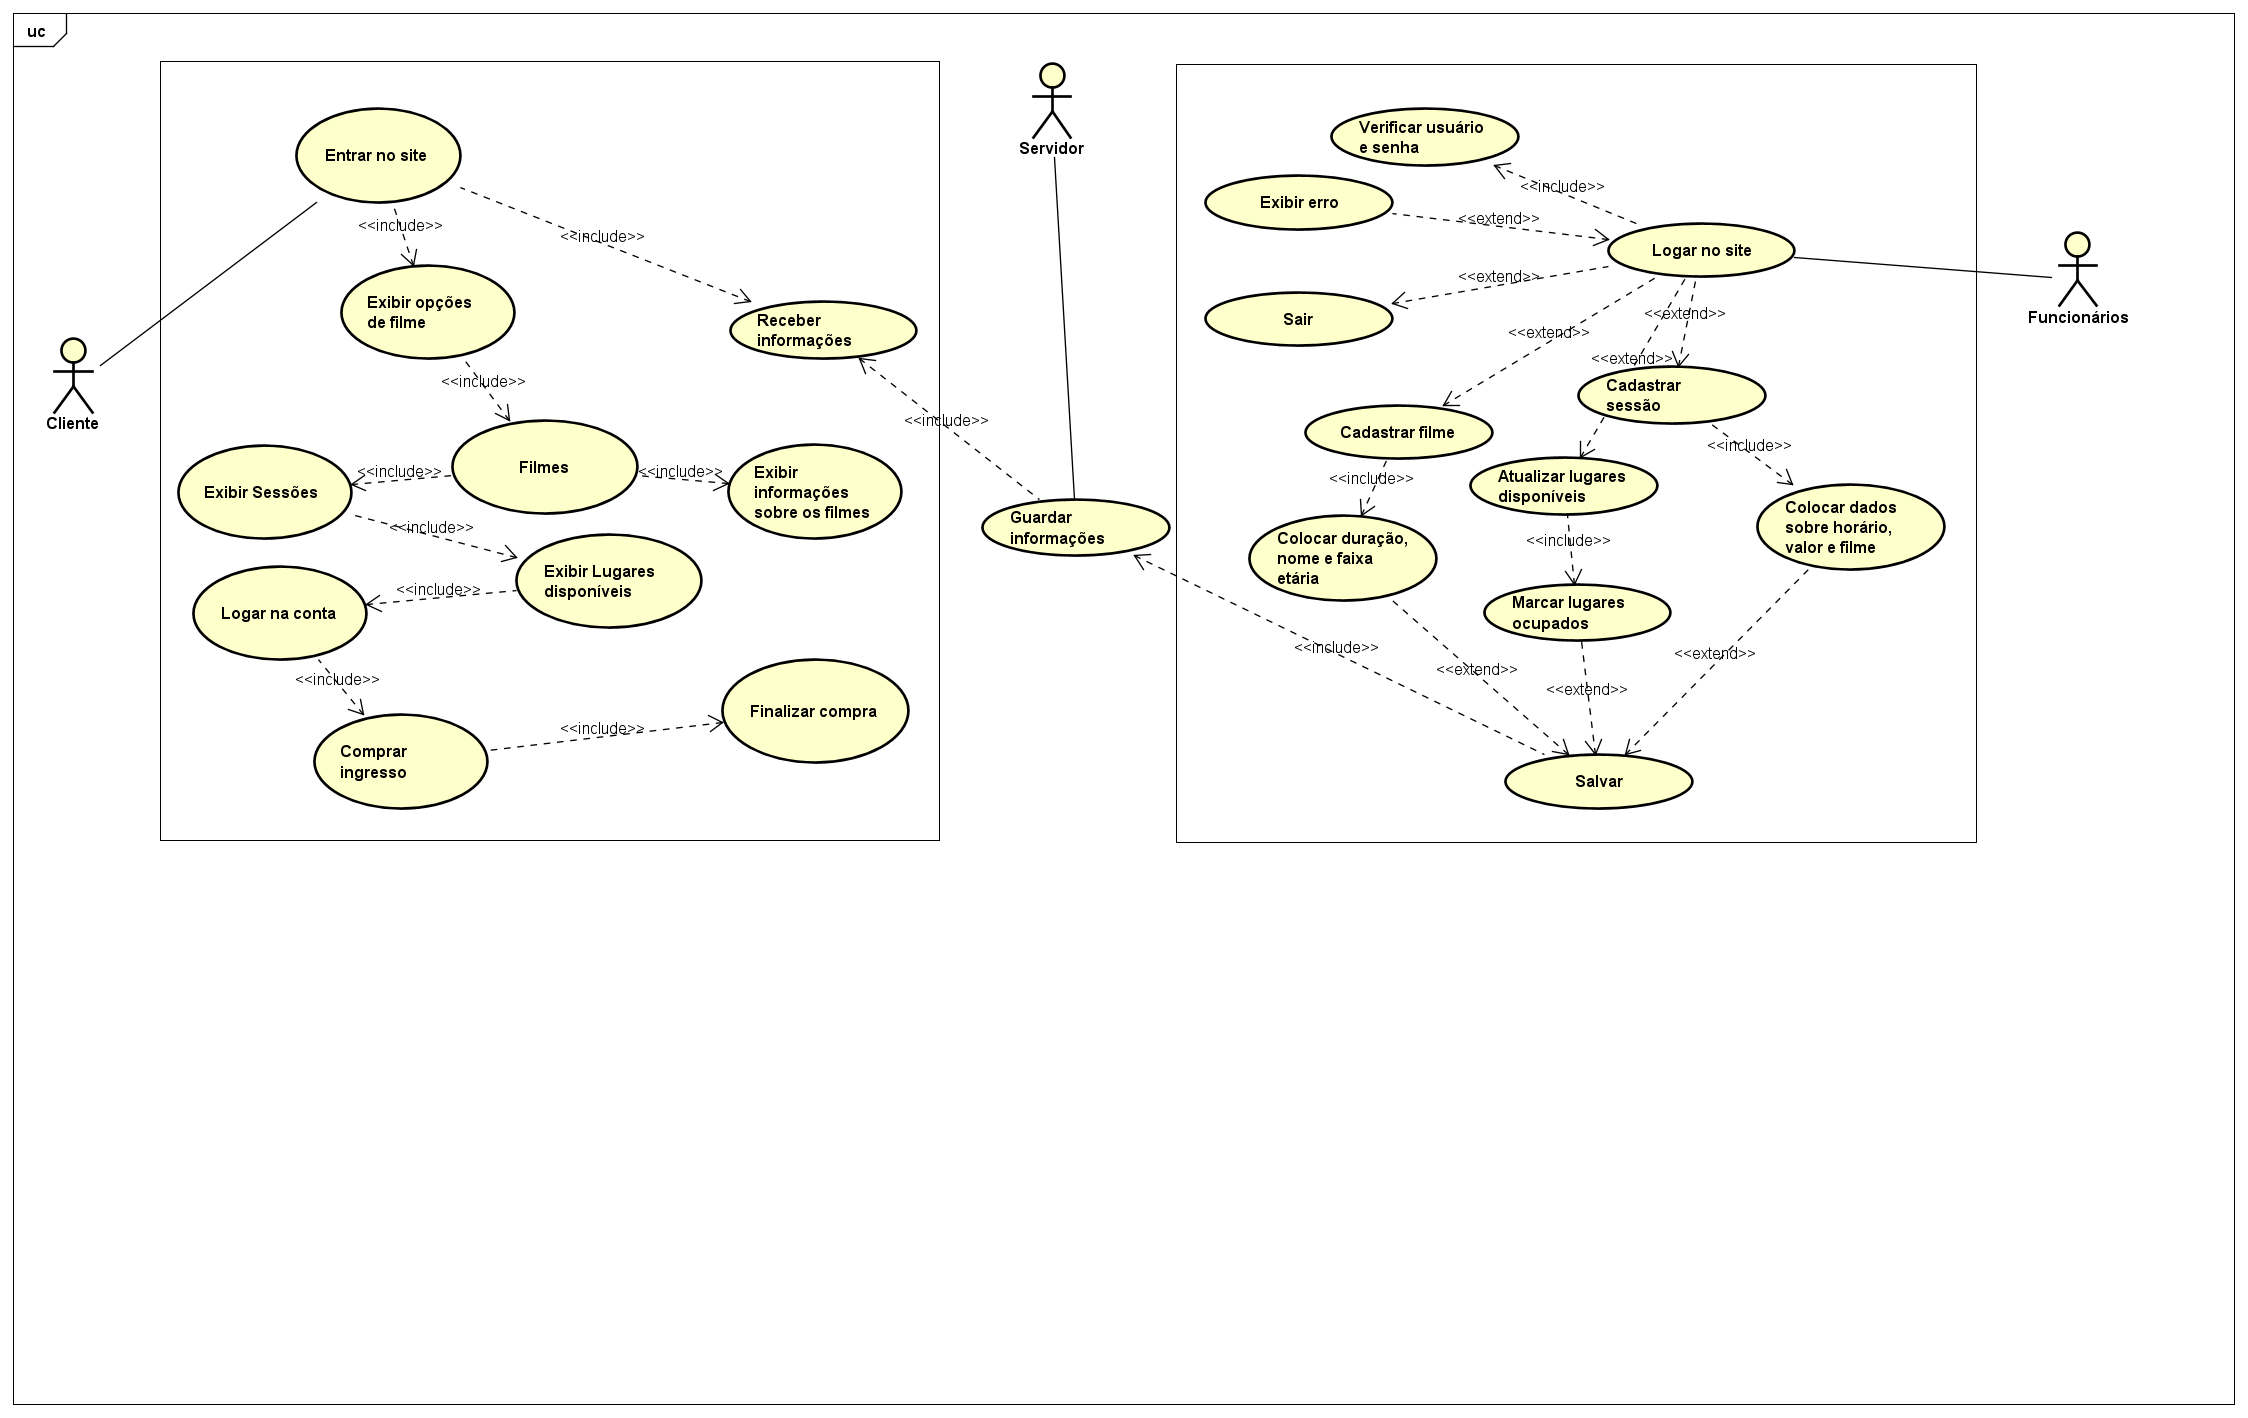 uc
Entrar no site
<<include>>
<<include>>
Exibir opções
de filme
Receber
informações
<<include>>
Cliente
Filmes
<<include>>
<<include>>
Exibir Sessões
Exibir
informações
sobre os filmes
<<include>>
Exibir Lugares
disponíveis
<<include>>
Logar na conta
<<include>>
Comprar
ingresso
<<include>>
Finalizar compra
Servidor
<<include>>
Guardar
informações
<<include>>
Verificar usuário
e senha
<<include>>
Exibir erro
<<extend>>
Logar no site
<<extend>>
Sair
Funcionários
<<extend>>
<<extend>>
<<extend>>
Cadastrar
sessão
Cadastrar filme
<<include>>
<<include>>
Atualizar lugares
disponíveis
Colocar dados
sobre horário,
valor e filme
Colocar duração,
nome e faixa
etária
<<include>>
Marcar lugares
ocupados
<<extend>>
<<extend>>
<<extend>>
Salvar